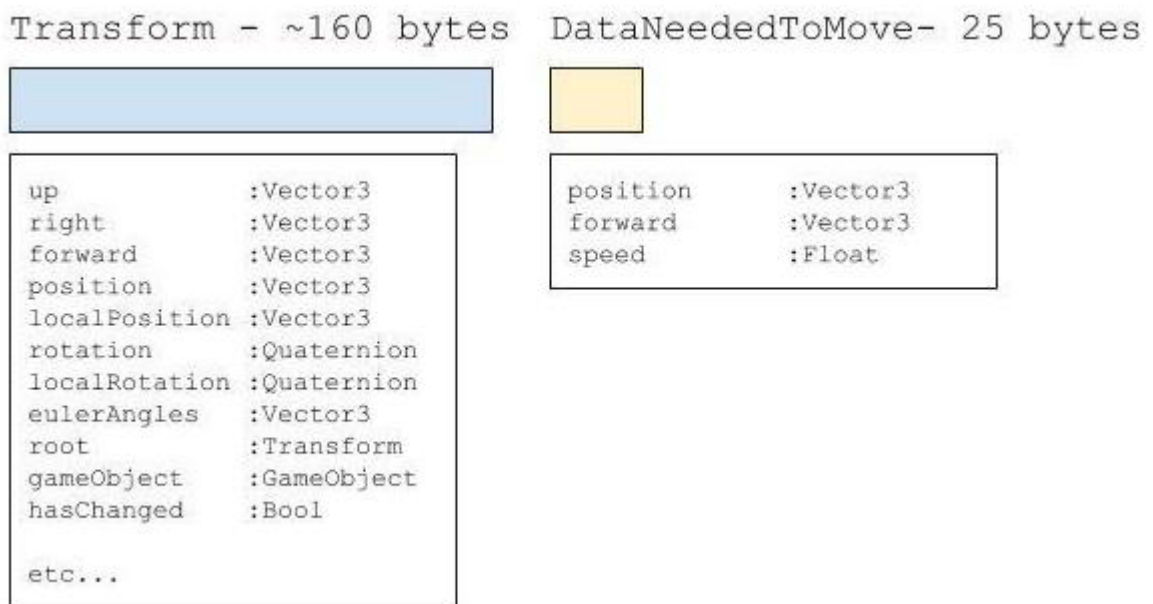 Transform - ~160 bytes
up :Vector3
right :Vector3
forward :Vector3
position :Vector3
localPosition :Vector3
rotation :Quaternion
localRotation :Quaternion
eulerAngles :Vector3
root :Transform
gameObject :GameObject
hasChanged :Bool
etc...
DataNeededToMove- 25 bytes
position :Vector3
forward :Vector3
speed :Float